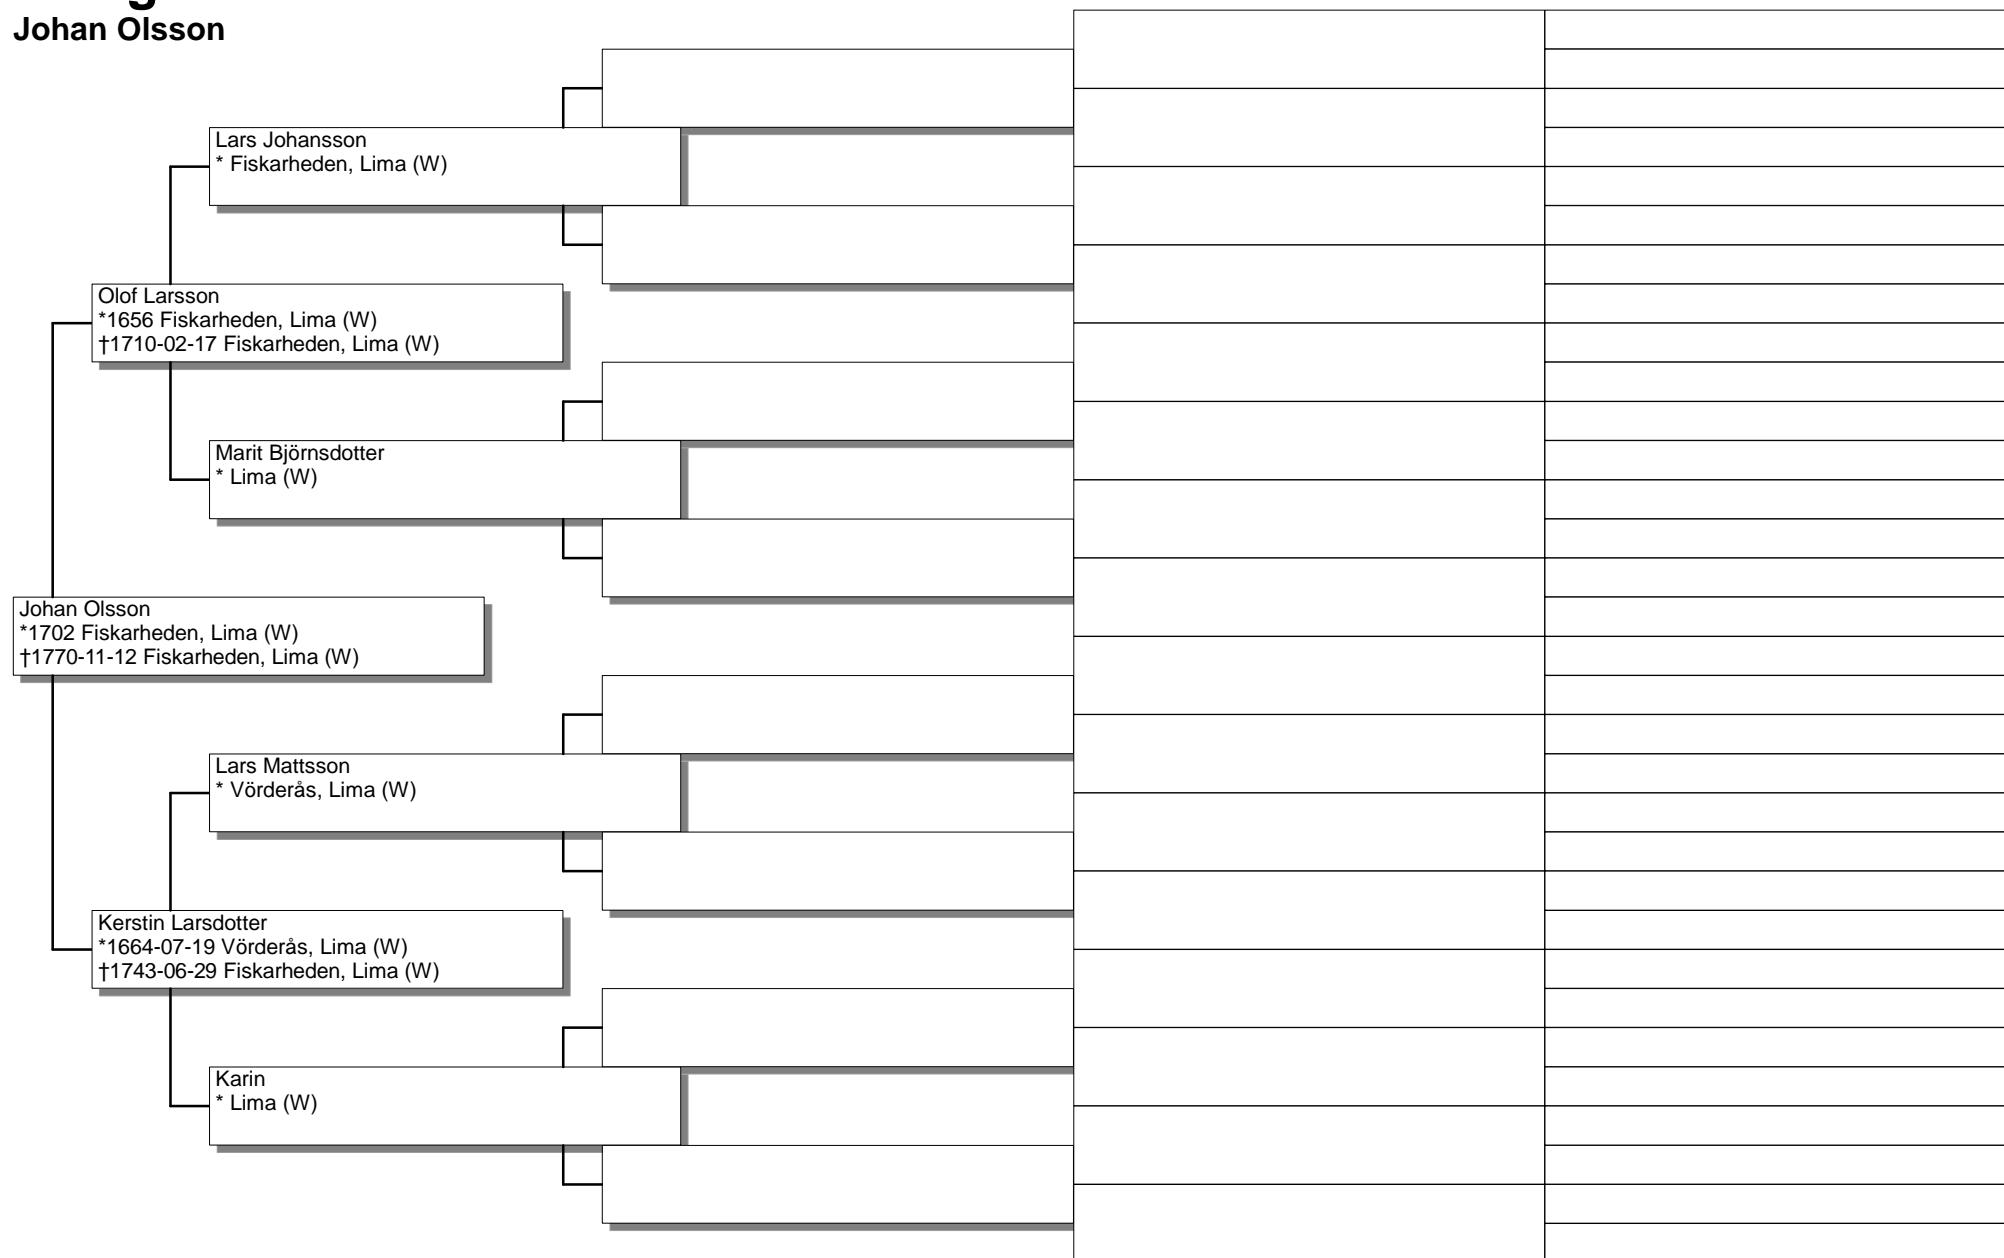 Johan Olsson
Lars Johansson
* Fiskarheden, Lima (W)
Olof Larsson
*1656 Fiskarheden, Lima (W)
†1710-02-17 Fiskarheden, Lima (W)
Marit Björnsdotter
* Lima (W)
Johan Olsson
*1702 Fiskarheden, Lima (W)
†1770-11-12 Fiskarheden, Lima (W)
Lars Mattsson
* Vörderås, Lima (W)
Kerstin Larsdotter
*1664-07-19 Vörderås, Lima (W)
†1743-06-29 Fiskarheden, Lima (W)
Karin
* Lima (W)